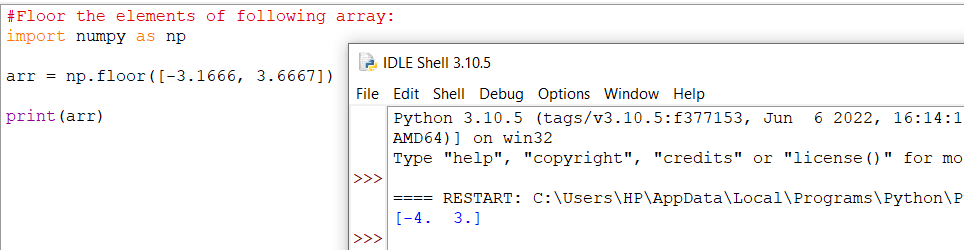 #Floor the elements of following array:
import numpy as np
arr = np.floor([-3.1666, 3.6667])
print(arr)
IDLE Shell 3.10.5
File Edit Shell Debug Options Window Help
Python 3.10.5 (tags/v3.10.5:f377153, Jun  6 2022, 16:14:1
AMD64)] on win32
Type "help", "copyright", "credits" or "license()" for mo
>>>
==== RESTART: C:\Users\HP\AppData\Local\Programs\Python\P
[-4.  3.]
>>>